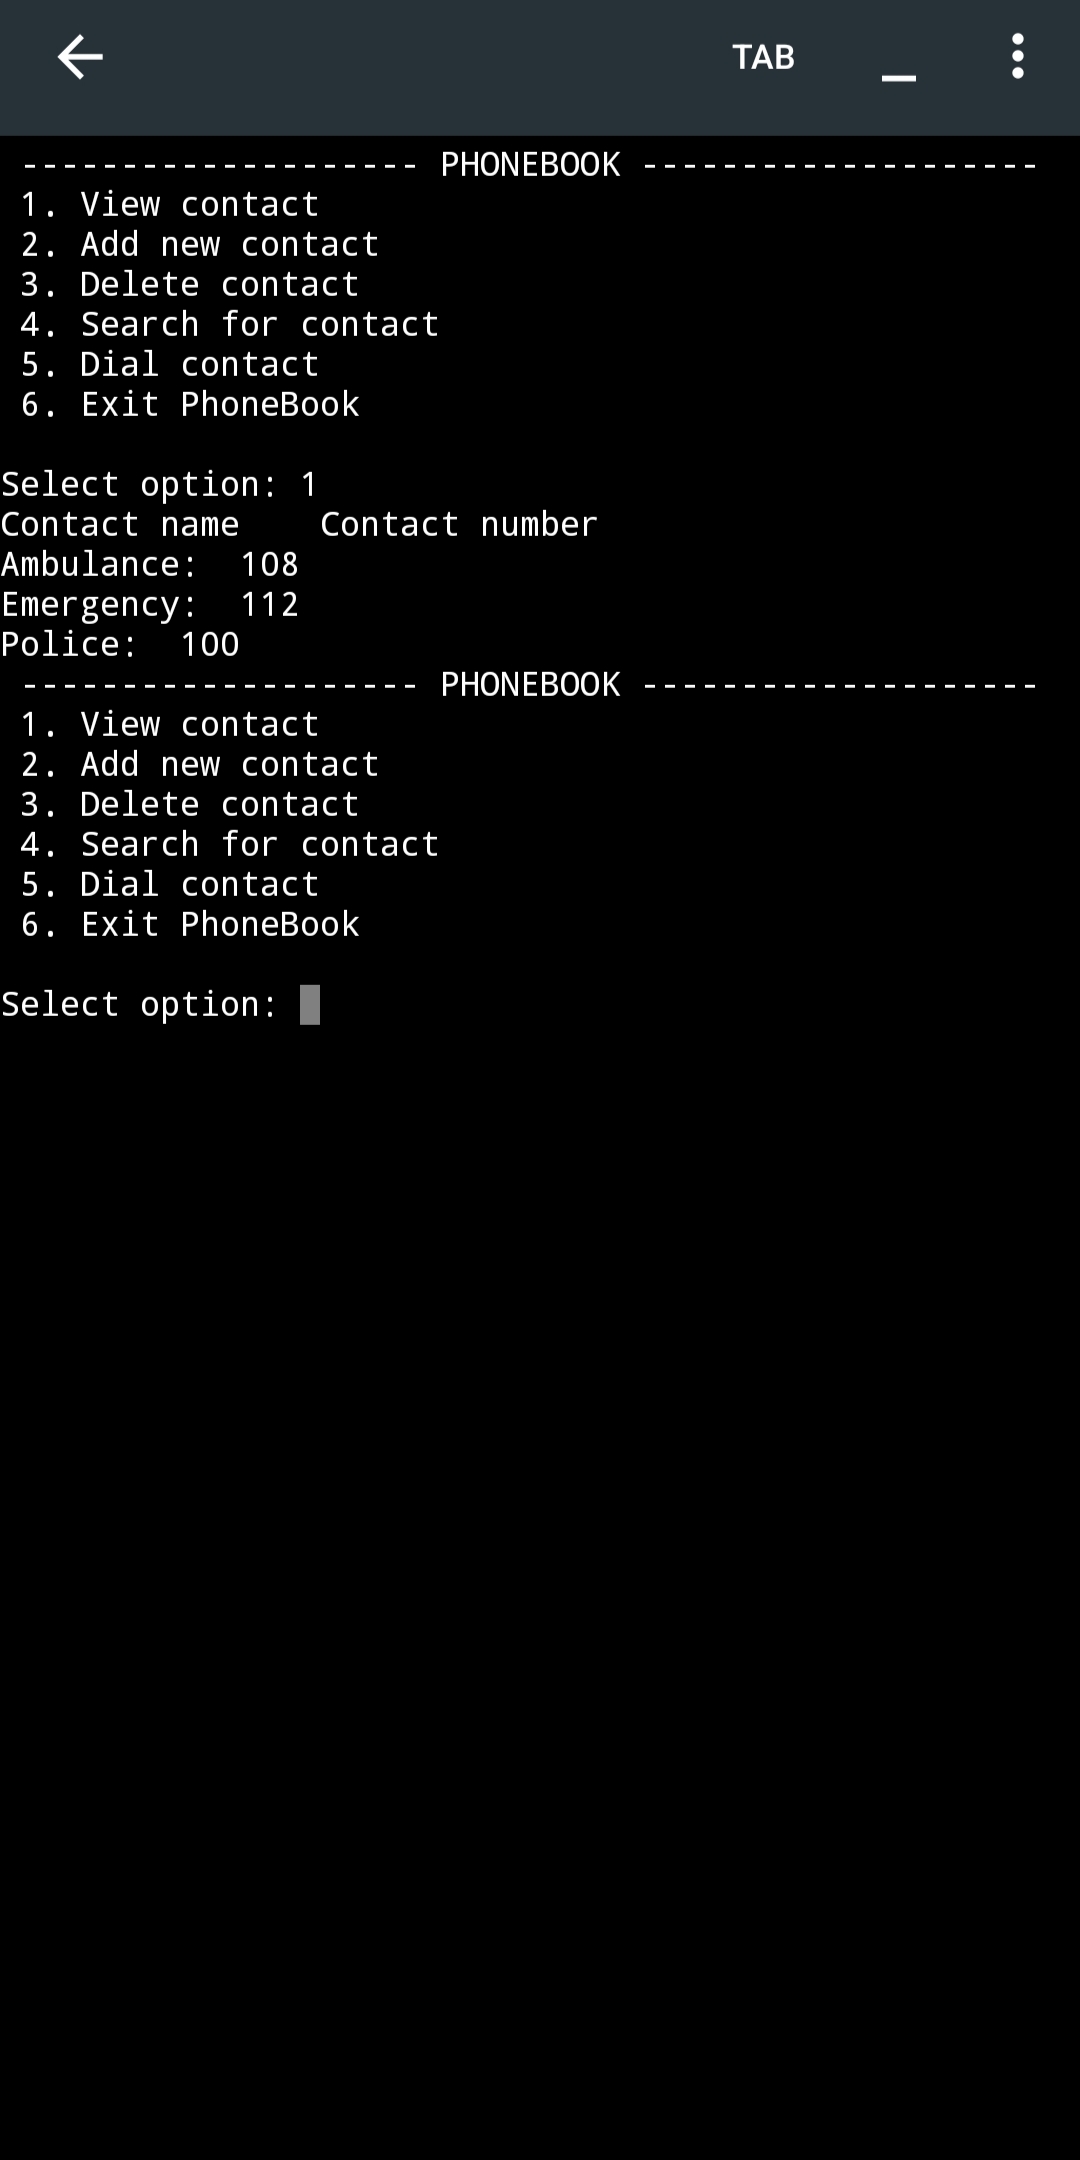 TAB _
-------------------- PHONEBOOK --------------------
1. View contact
2. Add new contact
3. Delete contact
4. Search for contact
5. Dial contact
6. Exit PhoneBook
Select option: 1
Contact name    Contact number
Ambulance:  108
Emergency:  112
Police:  100
-------------------- PHONEBOOK --------------------
1. View contact
2. Add new contact
3. Delete contact
4. Search for contact
5. Dial contact
6. Exit PhoneBook
Select option: